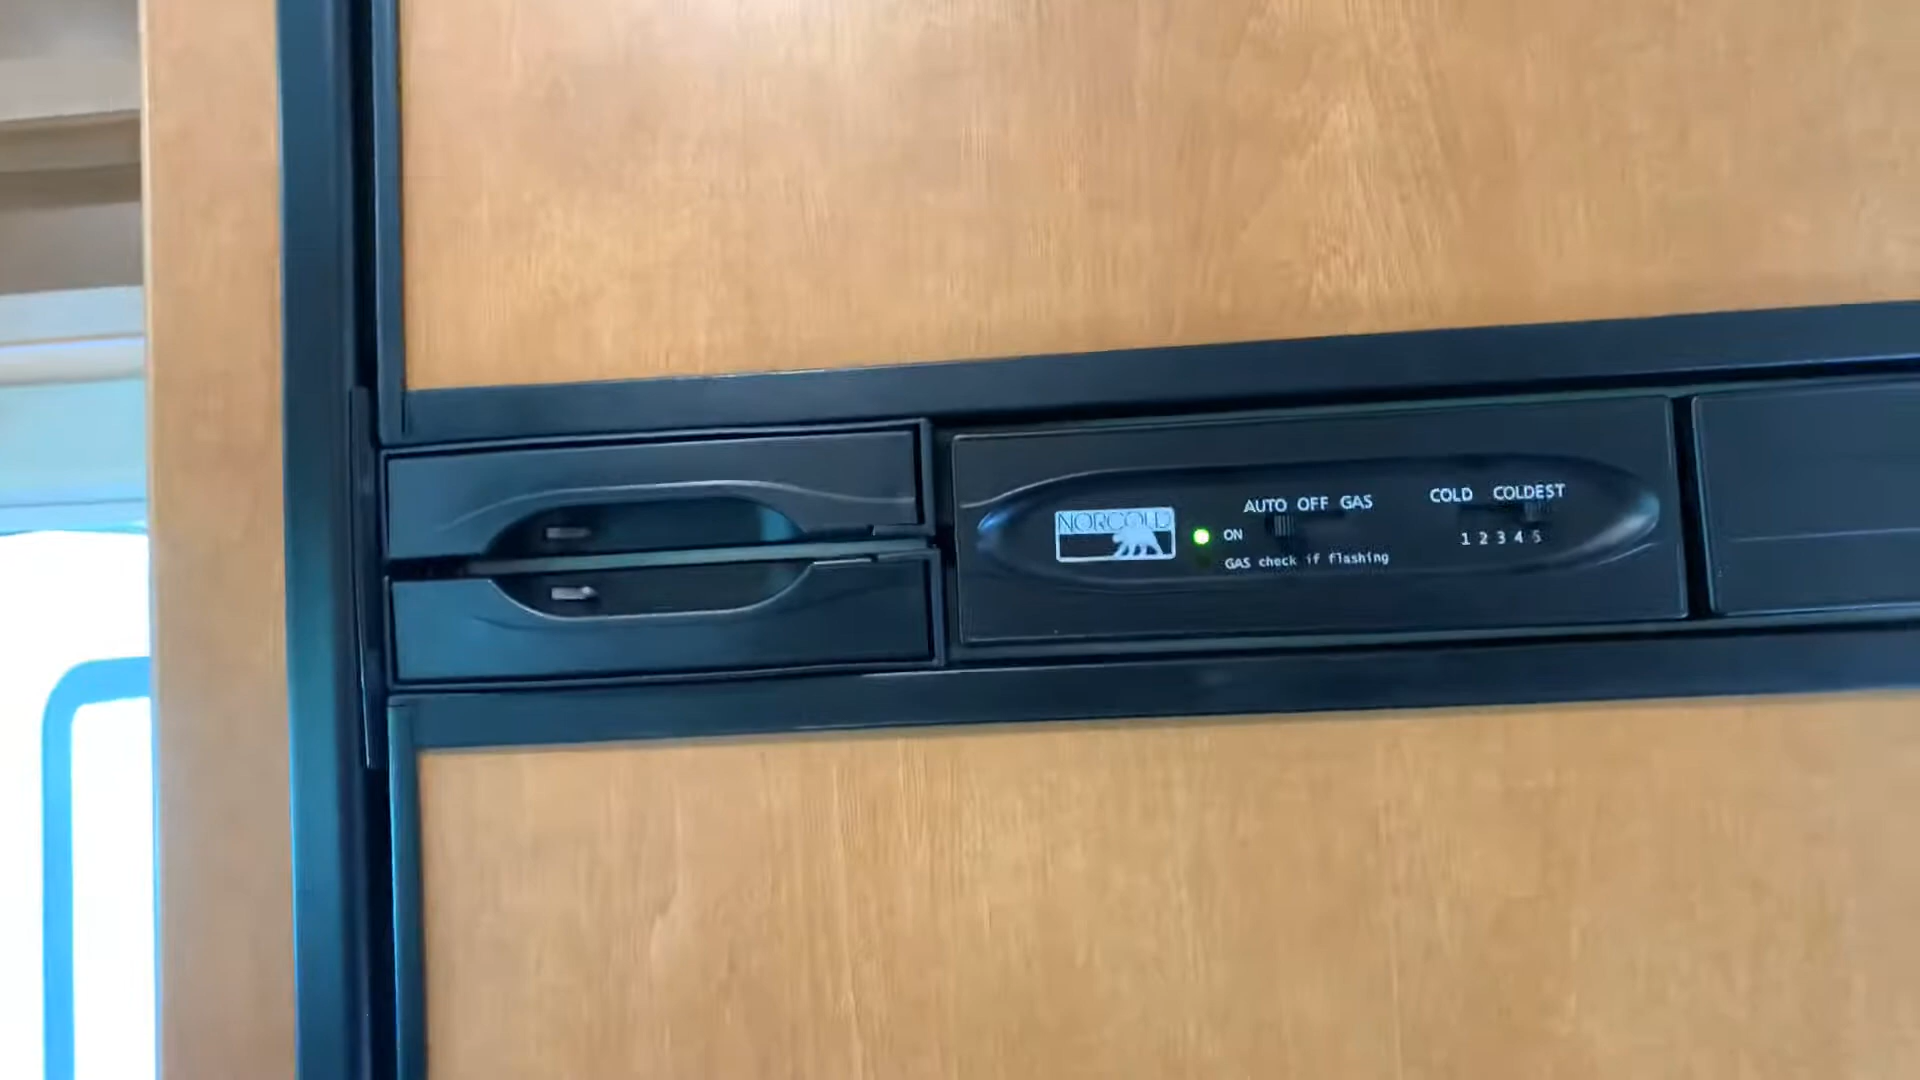 NORCOLD
AUTO OFF GAS
COLD COLDEST
ON
1 2 3 4 5
GAS check if flashing